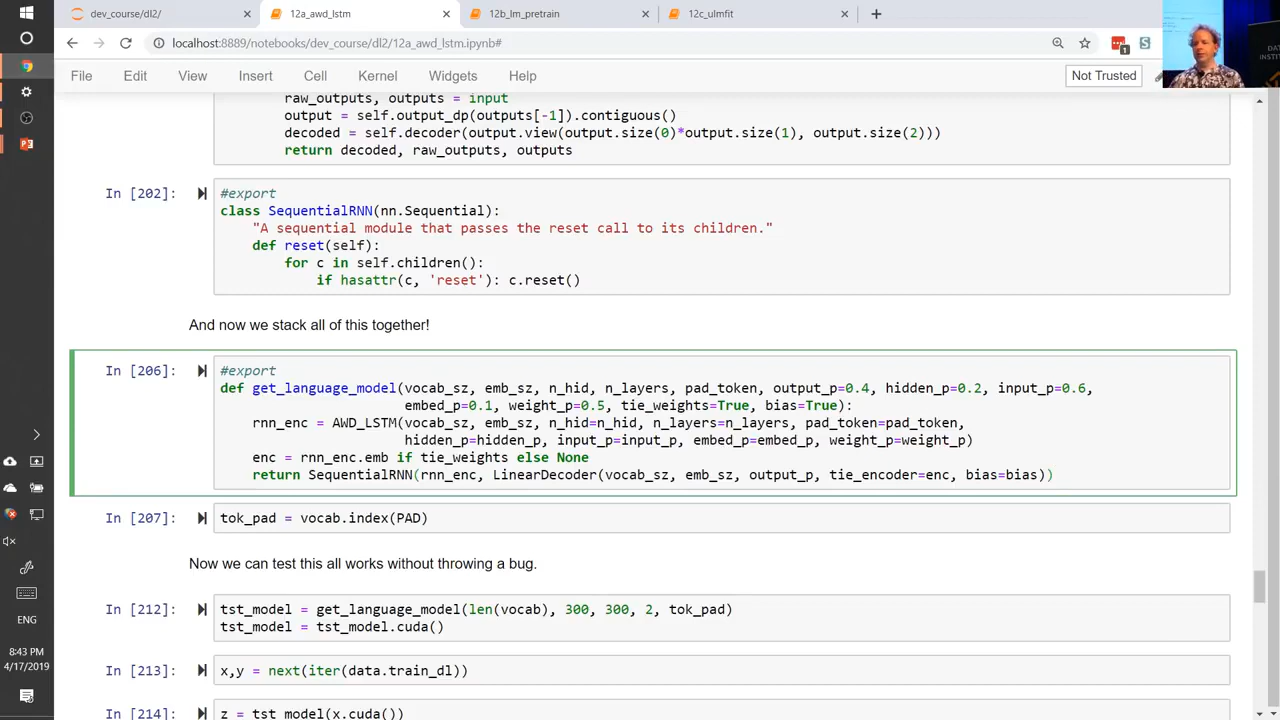 dev_course/dl2/
12a_awd_lstm
12b_lm_pretrain
12c_ulmfit
localhost:8889/notebooks/dev_course/dl2/12a_awd_lstm.ipynb#
File Edit View Insert Cell Kernel Widgets Help
Not Trusted
raw_outputs, outputs = input
output = self.output_dp(outputs[-1]).contiguous()
decoded = self.decoder(output.view(output.size(0)*output.size(1), output.size(2)))
return decoded, raw_outputs, outputs
In [202]:
#export
class SequentialRNN(nn.Sequential):
"A sequential module that passes the reset call to its children."
def reset(self):
for c in self.children():
if hasattr(c, 'reset'): c.reset()
And now we stack all of this together!
In [206]:
#export
def get_language_model(vocab_sz, emb_sz, n_hid, n_layers, pad_token, output_p=0.4, hidden_p=0.2, input_p=0.6,
embed_p=0.1, weight_p=0.5, tie_weights=True, bias=True):
rnn_enc = AWD_LSTM(vocab_sz, emb_sz, n_hid=n_hid, n_layers=n_layers, pad_token=pad_token,
hidden_p=hidden_p, input_p=input_p, embed_p=embed_p, weight_p=weight_p)
enc = rnn_enc.emb if tie_weights else None
return SequentialRNN(rnn_enc, LinearDecoder(vocab_sz, emb_sz, output_p, tie_encoder=enc, bias=bias))
In [207]:
tok_pad = vocab.index(PAD)
Now we can test this all works without throwing a bug.
In [212]:
tst_model = get_language_model(len(vocab), 300, 300, 2, tok_pad)
tst_model = tst_model.cuda()
In [213]:
x,y = next(iter(data.train_dl))
In [214]:
z = tst_model(x.cuda())
ENG
8:43 PM
4/17/2019